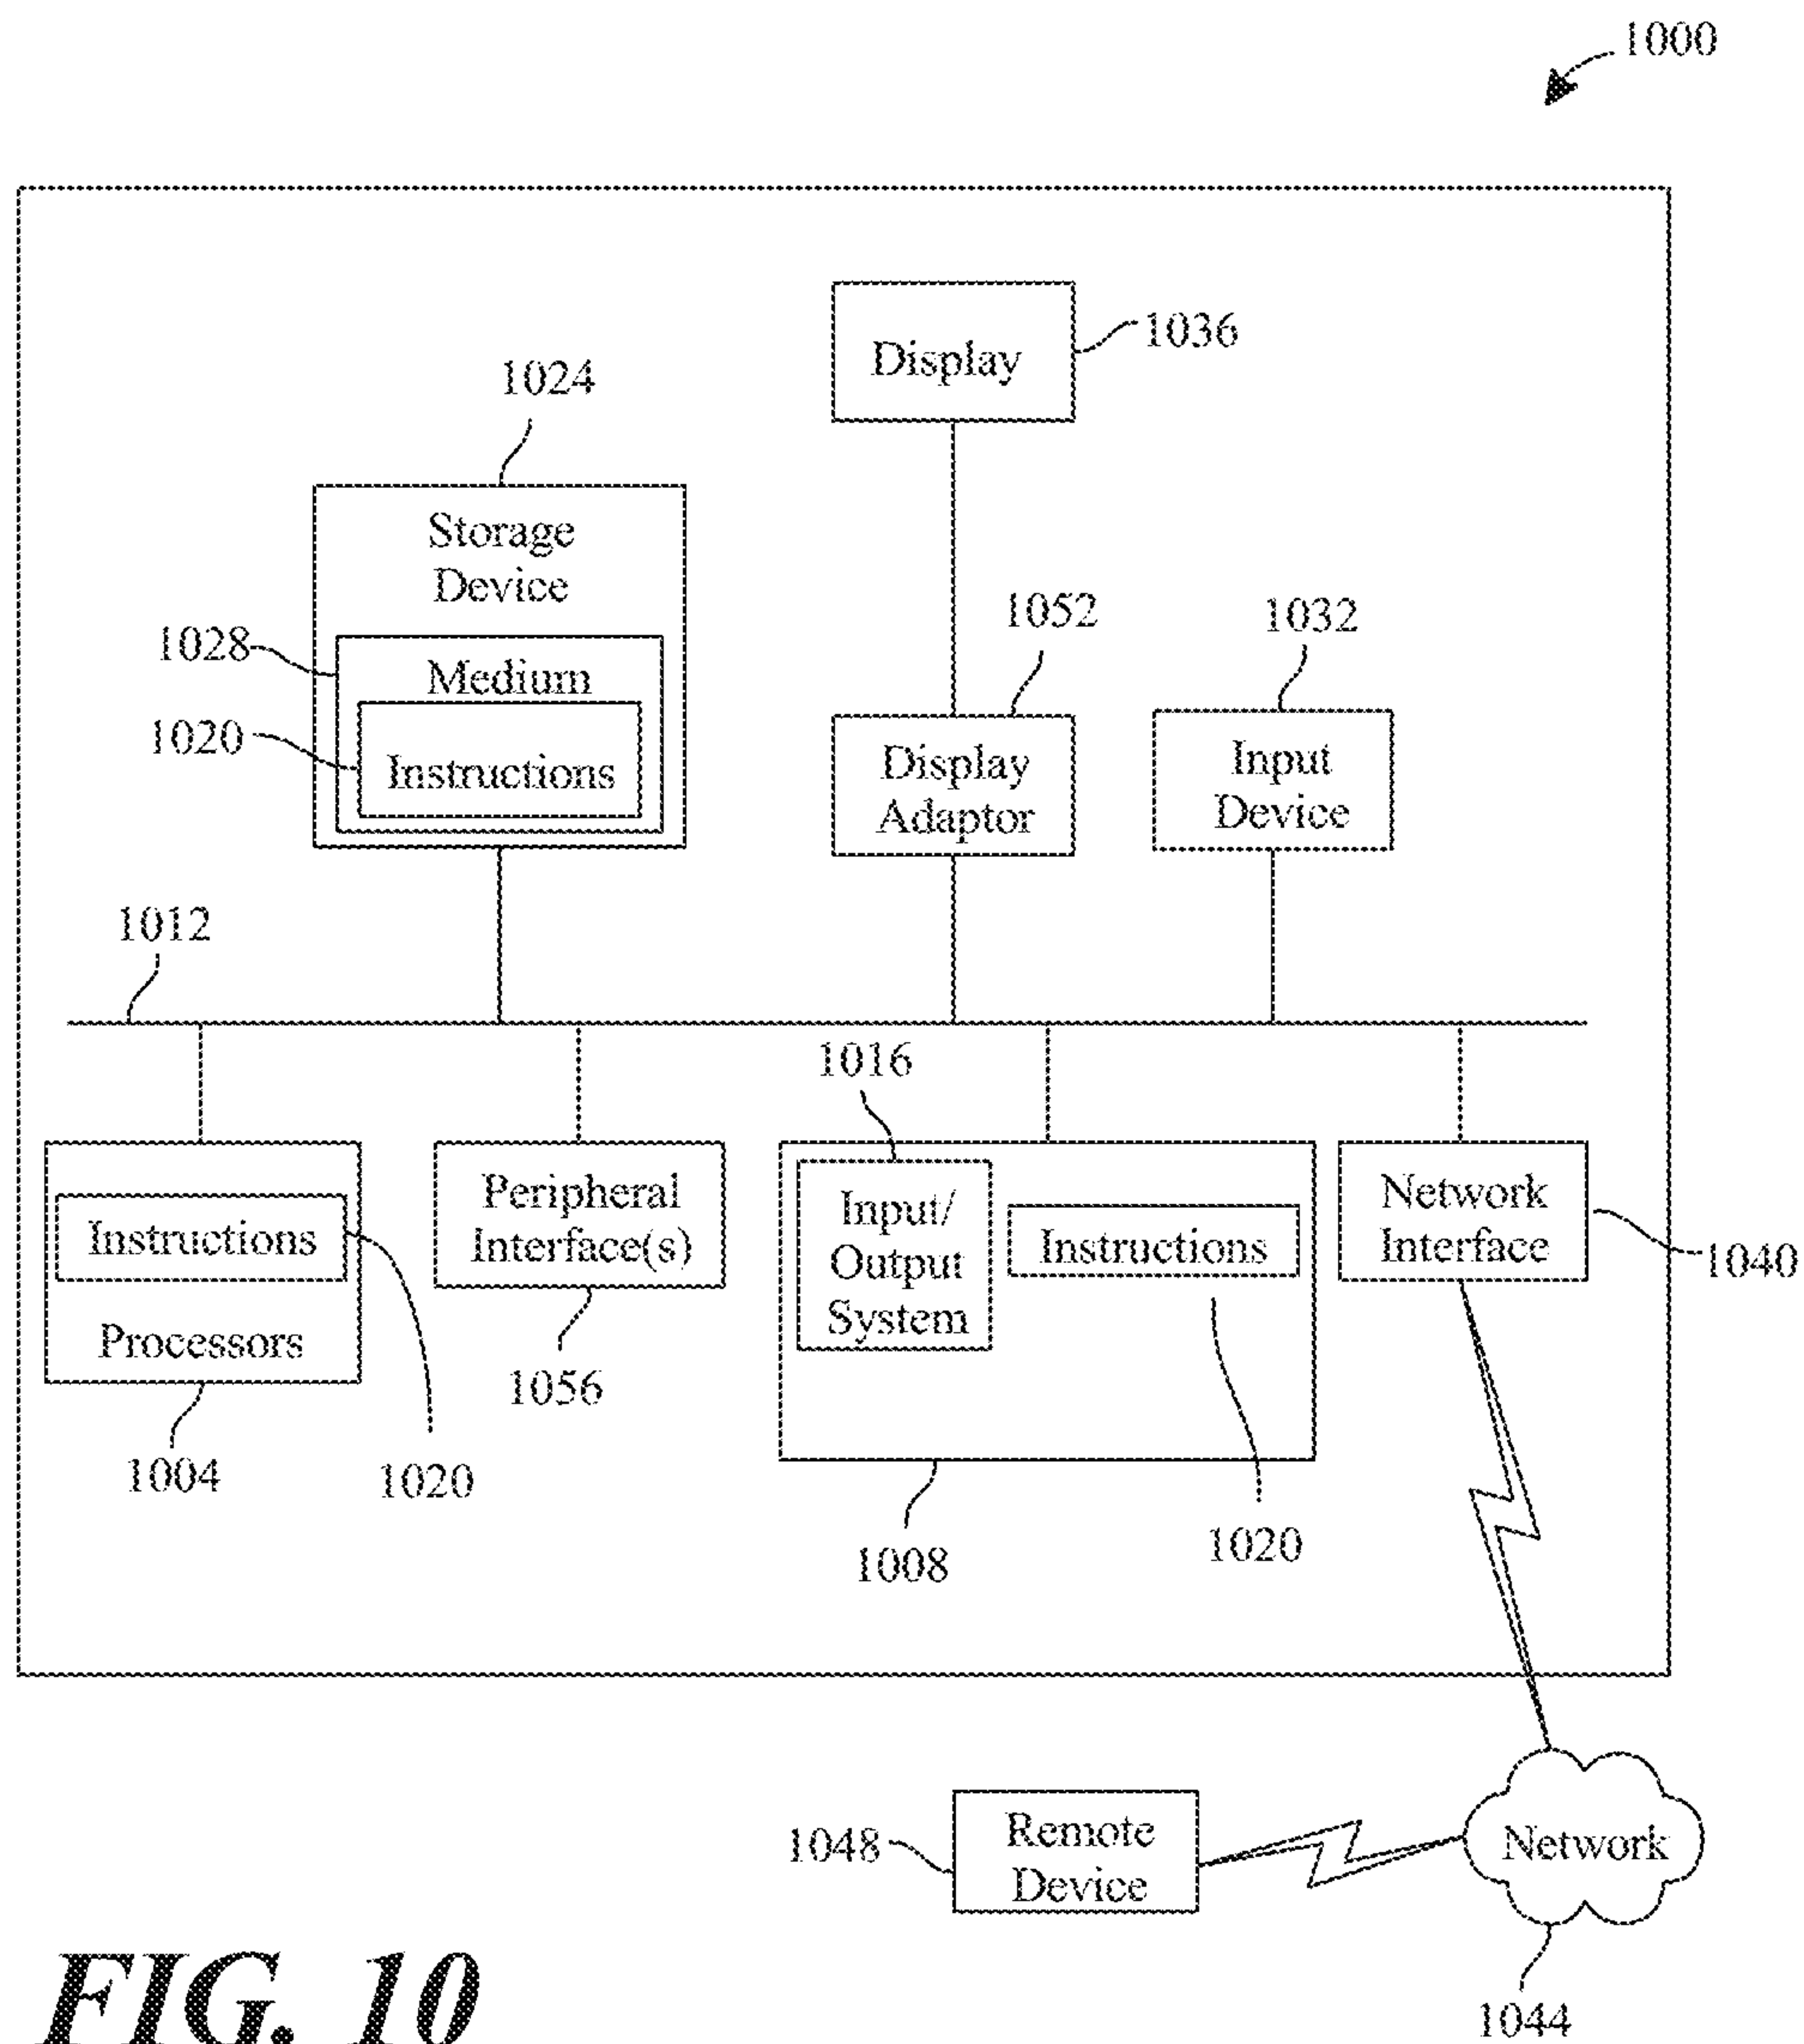 1000
Display
1036
1024
Storage
Device
1028
Medium
1020
Instructions
1052
Display
Adaptor
1032
Input
Device
1012
1016
Instructions
Processors
1004
1020
Peripheral
Interface(s)
1056
Input/
Output
System
Instructions
1008
1020
Network
Interface
1040
1048
Remote
Device
Network
1044
FIG. 10